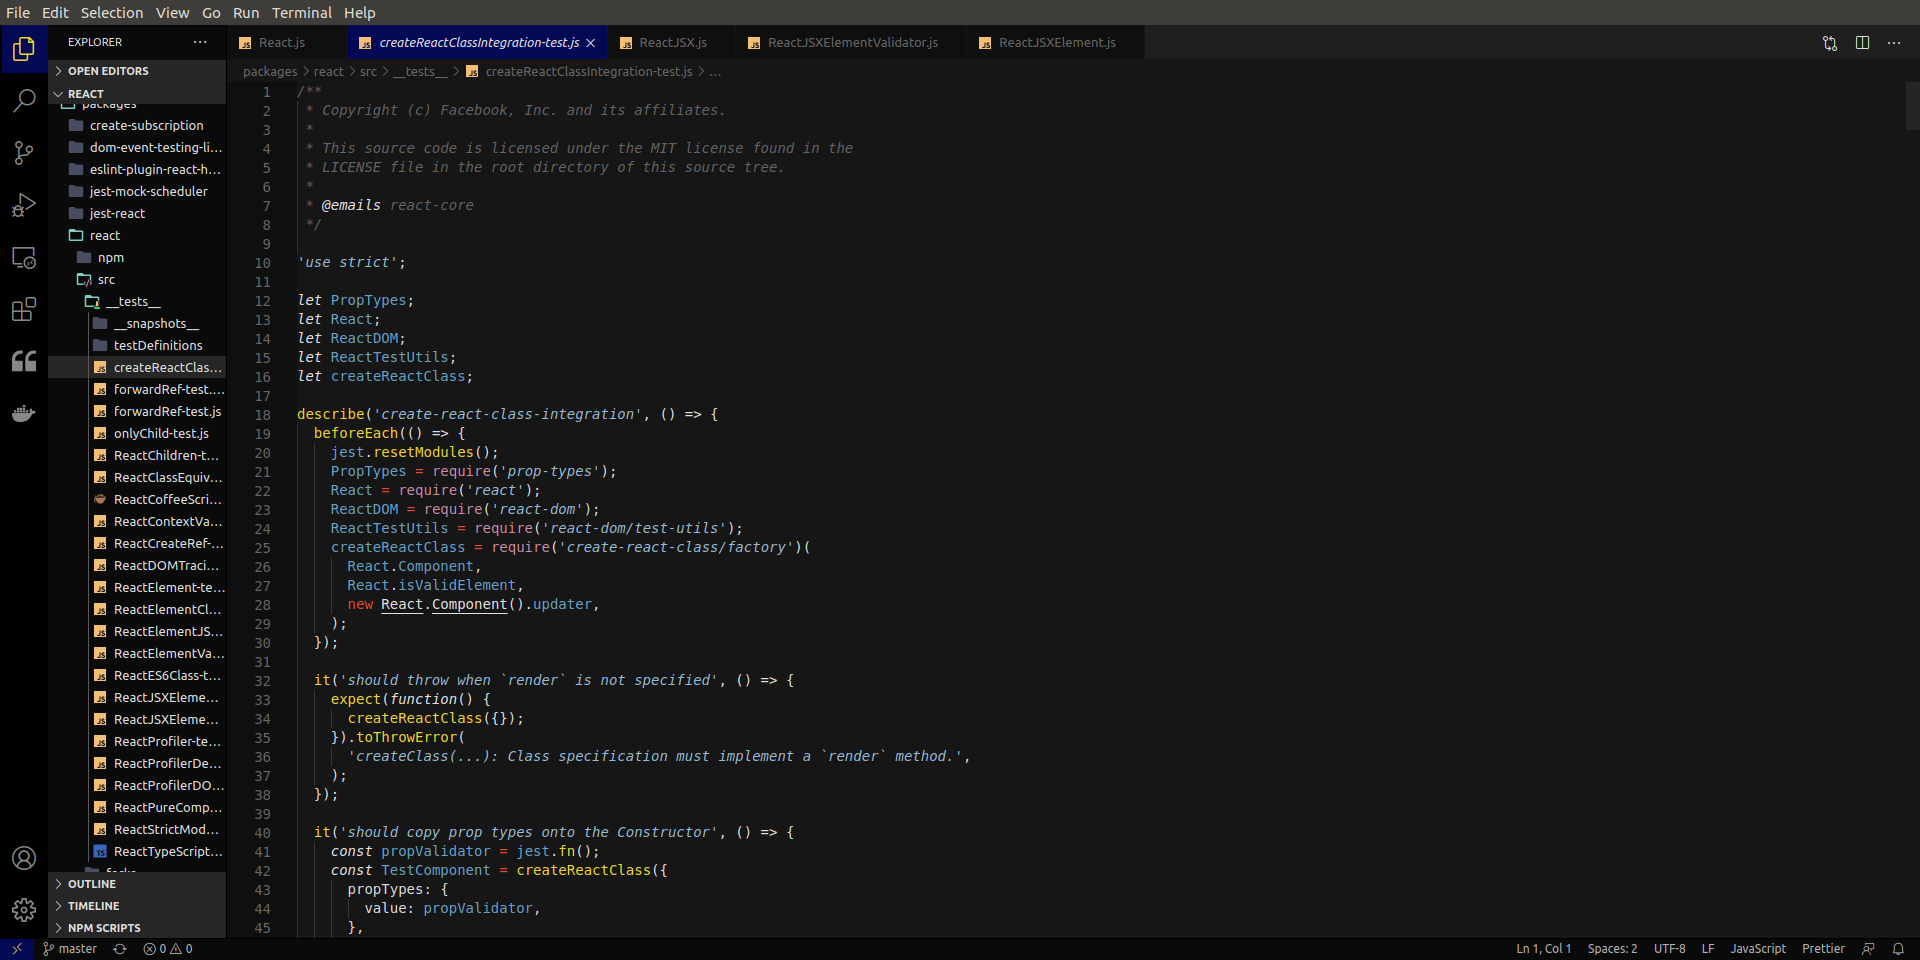 File Edit Selection View Go Run Terminal Help
EXPLORER
OPEN EDITORS
REACT
packages
create-subscription
dom-event-testing-li...
eslint-plugin-react-h...
jest-mock-scheduler
jest-react
react
npm
src
__tests__
__snapshots__
testDefinitions
createReactClas...
forwardRef-test....
forwardRef-test.js
onlyChild-test.js
ReactChildren-t...
ReactClassEquiv...
ReactCoffeeScri...
ReactContextVa...
ReactCreateRef-...
ReactDOMTraci...
ReactElement-te...
ReactElementCl...
ReactElementJS...
ReactElementVa...
ReactES6Class-t...
ReactJSXEleme...
ReactJSXEleme...
ReactProfiler-te...
ReactProfilerDe...
ReactProfilerDO...
ReactPureComp...
ReactStrictMod...
ReactTypeScript...
OUTLINE
TIMELINE
NPM SCRIPTS
React.js createReactClassIntegration-test.js ReactJSX.js ReactJSXElementValidator.js ReactJSXElement.js
packages > react > src > __tests__ > createReactClassIntegration-test.js > ...
1 /**
2  * Copyright (c) Facebook, Inc. and its affiliates.
3  *
4  * This source code is licensed under the MIT license found in the
5  * LICENSE file in the root directory of this source tree.
6  *
7  * @emails react-core
8  */
9
10 'use strict';
11
12 let PropTypes;
13 let React;
14 let ReactDOM;
15 let ReactTestUtils;
16 let createReactClass;
17
18 describe('create-react-class-integration', () => {
19   beforeEach(() => {
20     jest.resetModules();
21     PropTypes = require('prop-types');
22     React = require('react');
23     ReactDOM = require('react-dom');
24     ReactTestUtils = require('react-dom/test-utils');
25     createReactClass = require('create-react-class/factory')(
26       React.Component,
27       React.isValidElement,
28       new React.Component().updater,
29     );
30   });
31
32   it('should throw when `render` is not specified', () => {
33     expect(function() {
34       createReactClass({});
35     }).toThrowError(
36       'createClass(...): Class specification must implement a `render` method.',
37     );
38   });
39
40   it('should copy prop types onto the Constructor', () => {
41     const propValidator = jest.fn();
42     const TestComponent = createReactClass({
43       propTypes: {
44         value: propValidator,
45       },
master 0 0 Ln 1, Col 1 Spaces: 2 UTF-8 LF JavaScript Prettier